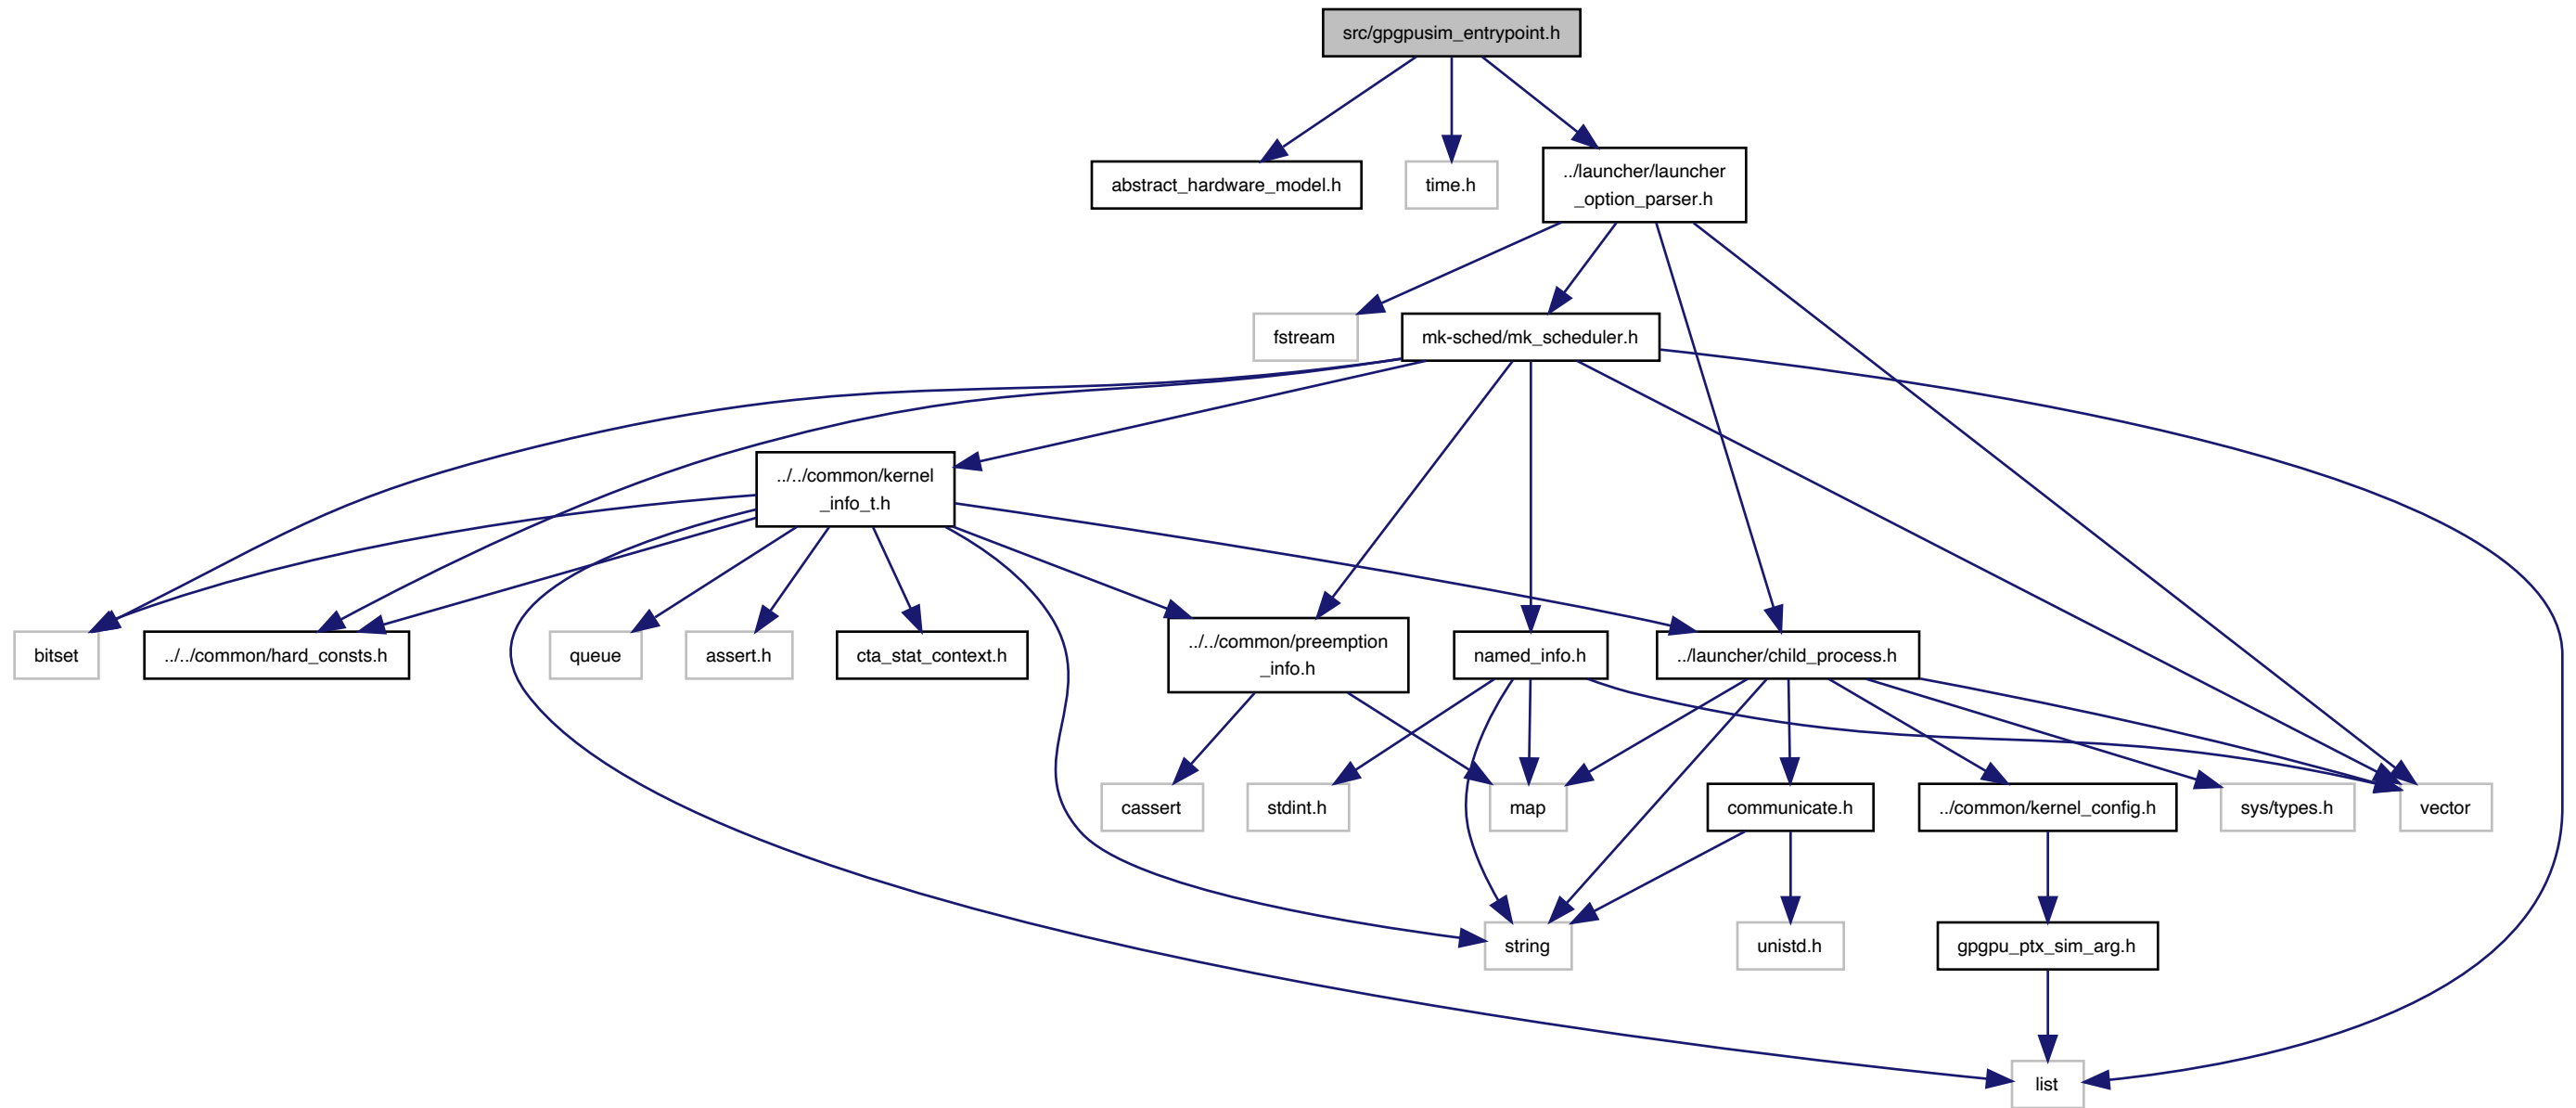 src/gpgpusim_entrypoint.h
abstract_hardware_model.h
time.h
../launcher/launcher
_option_parser.h
fstream
mk-sched/mk_scheduler.h
../../common/kernel
_info_t.h
bitset
../../common/hard_consts.h
queue
assert.h
cta_stat_context.h
../../common/preemption
_info.h
named_info.h
../launcher/child_process.h
cassert
stdint.h
map
communicate.h
../common/kernel_config.h
sys/types.h
vector
string
unistd.h
gpgpu_ptx_sim_arg.h
list